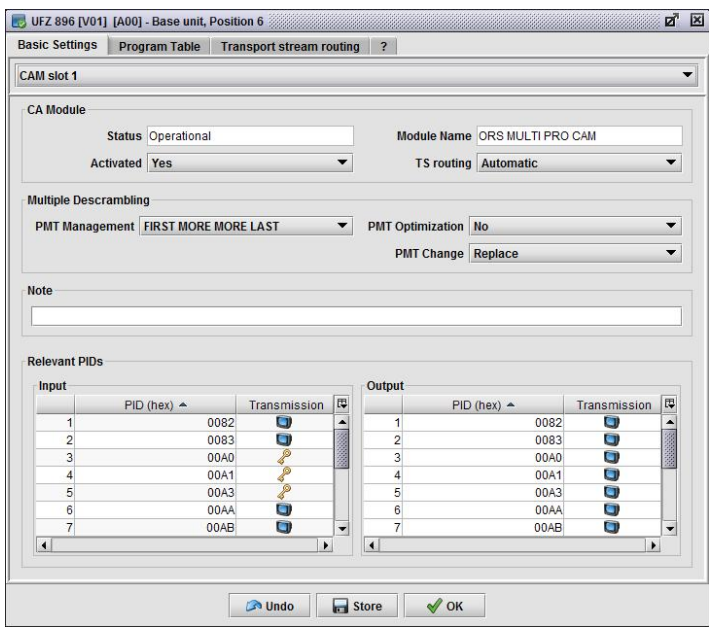 UFZ 896 [V01] [A00] - Base unit, Position 6
Basic Settings Program Table Transport stream routing ?
CAM slot 1
CA Module
Status Operational Module Name ORS MULTI PRO CAM
Activated Yes TS routing Automatic
Multiple Descrambling
PMT Management FIRST MORE MORE LAST PMT Optimization No
PMT Change Replace
Note
Relevant PIDs
Input Output
PID (hex) Transmission PID (hex) Transmission
1 0082 1 0082
2 0083 2 0083
3 00A0 3 00A0
4 00A1 4 00A1
5 00A3 5 00A3
6 00AA 6 00AA
7 00AB 7 00AB
Undo Store OK